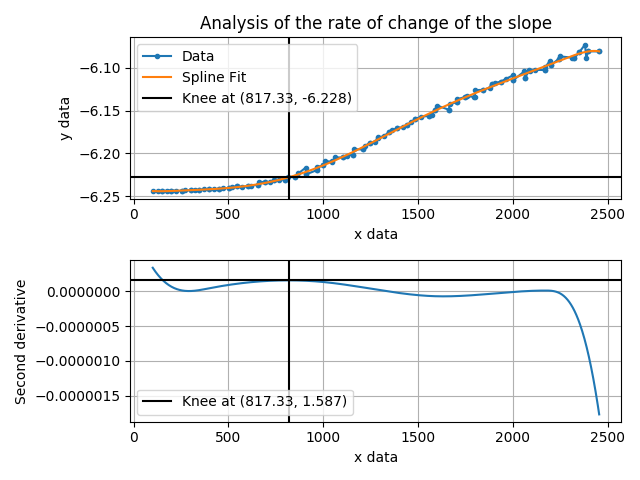 Analysis of the rate of change of the slope
Data
Spline Fit
Knee at (817.33, -6.228)
y data
−6.10
−6.15
−6.20
−6.25
0 500 1000 1500 2000 2500
x data
Second derivative
0.0000000
−0.0000005
−0.0000010
−0.0000015
Knee at (817.33, 1.587)
0 500 1000 1500 2000 2500
x data